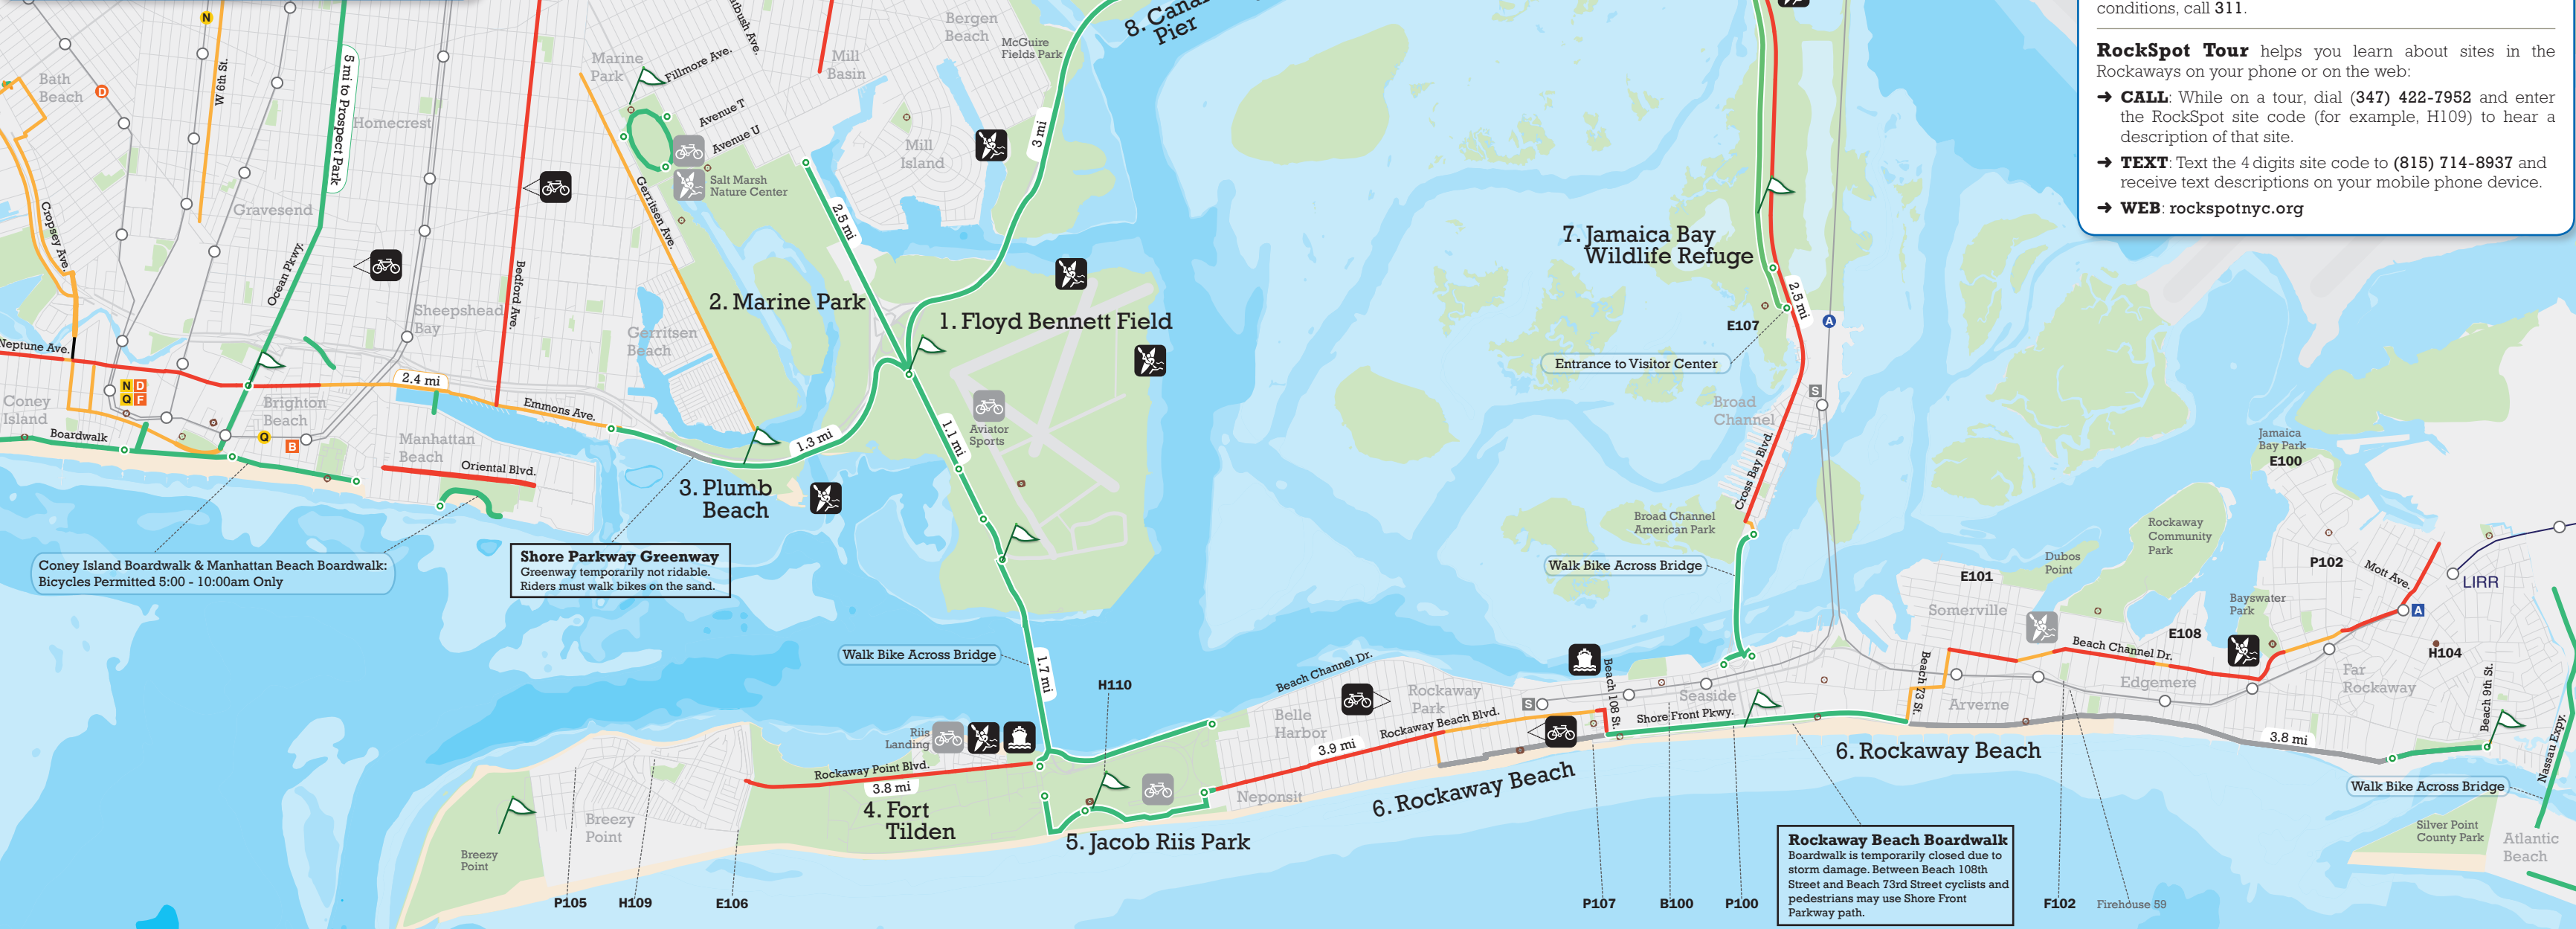 conditions, call 311.
RockSpot Tour helps you learn about sites in the
Rockaways on your phone or on the web:
➜ CALL: While on a tour, dial (347) 422-7952 and enter
the RockSpot site code (for example, H109) to hear a
description of that site.
➜ TEXT: Text the 4 digits site code to (815) 714-8937 and
receive text descriptions on your mobile phone device.
➜ WEB: rockspotnyc.org
8. Canar
Pier
Bergen
Beach
McGuire
Fields Park
N
W 6th St.
5 mi to Prospect Park
Bath
Beach
D
Homecrest
Gravesend
Cropsey Ave.
Ocean Pkwy.
Bedford Ave.
Sheepshead
Bay
Marine
Park
Fillmore Ave.
tbush Ave.
Mill
Basin
Avenue T
Avenue U
Salt Marsh
Nature Center
Gerritsen Ave.
2.5 mi
Mill
Island
3 mi
2. Marine Park
1. Floyd Bennett Field
Gerritsen
Beach
7. Jamaica Bay
Wildlife Refuge
2.5 mi
E107
A
Entrance to Visitor Center
S
Broad
Channel
Cross Bay Blvd.
Neptune Ave.
N D
Q F
2.4 mi
Coney
Island
Brighton
Beach
Emmons Ave.
Boardwalk
Q
B
Manhattan
Beach
Oriental Blvd.
1.3 mi
1.1 mi
Aviator
Sports
3. Plumb
Beach
Coney Island Boardwalk & Manhattan Beach Boardwalk:
Bicycles Permitted 5:00 - 10:00am Only
Shore Parkway Greenway
Greenway temporarily not ridable.
Riders must walk bikes on the sand.
Broad Channel
American Park
Walk Bike Across Bridge
Jamaica
Bay Park
E100
Rockaway
Community
Park
Dubos
Point
E101
Somerville
P102
Mott Ave.
LIRR
A
Bayswater
Park
E108
Beach Channel Dr.
H104
Edgemere
Far
Rockaway
Beach 9th St.
Nassau Expy.
Walk Bike Across Bridge
1.7 mi
H110
Beach Channel Dr.
Rockaway
Park
Belle
Harbor
Rockaway Beach Blvd.
3.9 mi
S
Beach 108 St.
Seaside
Shore Front Pkwy.
Beach 73 St.
Arverne
3.8 mi
Riis
Landing
Rockaway Point Blvd.
3.8 mi
4. Fort
Tilden
5. Jacob Riis Park
Neponsit
6. Rockaway Beach
6. Rockaway Beach
Walk Bike Across Bridge
Silver Point
County Park
Atlantic
Beach
Breezy
Point
Breezy
Point
P105
H109
E106
P107
B100
P100
Rockaway Beach Boardwalk
Boardwalk is temporarily closed due to
storm damage. Between Beach 108th
Street and Beach 73rd Street cyclists and
pedestrians may use Shore Front
Parkway path.
F102
Firehouse 59